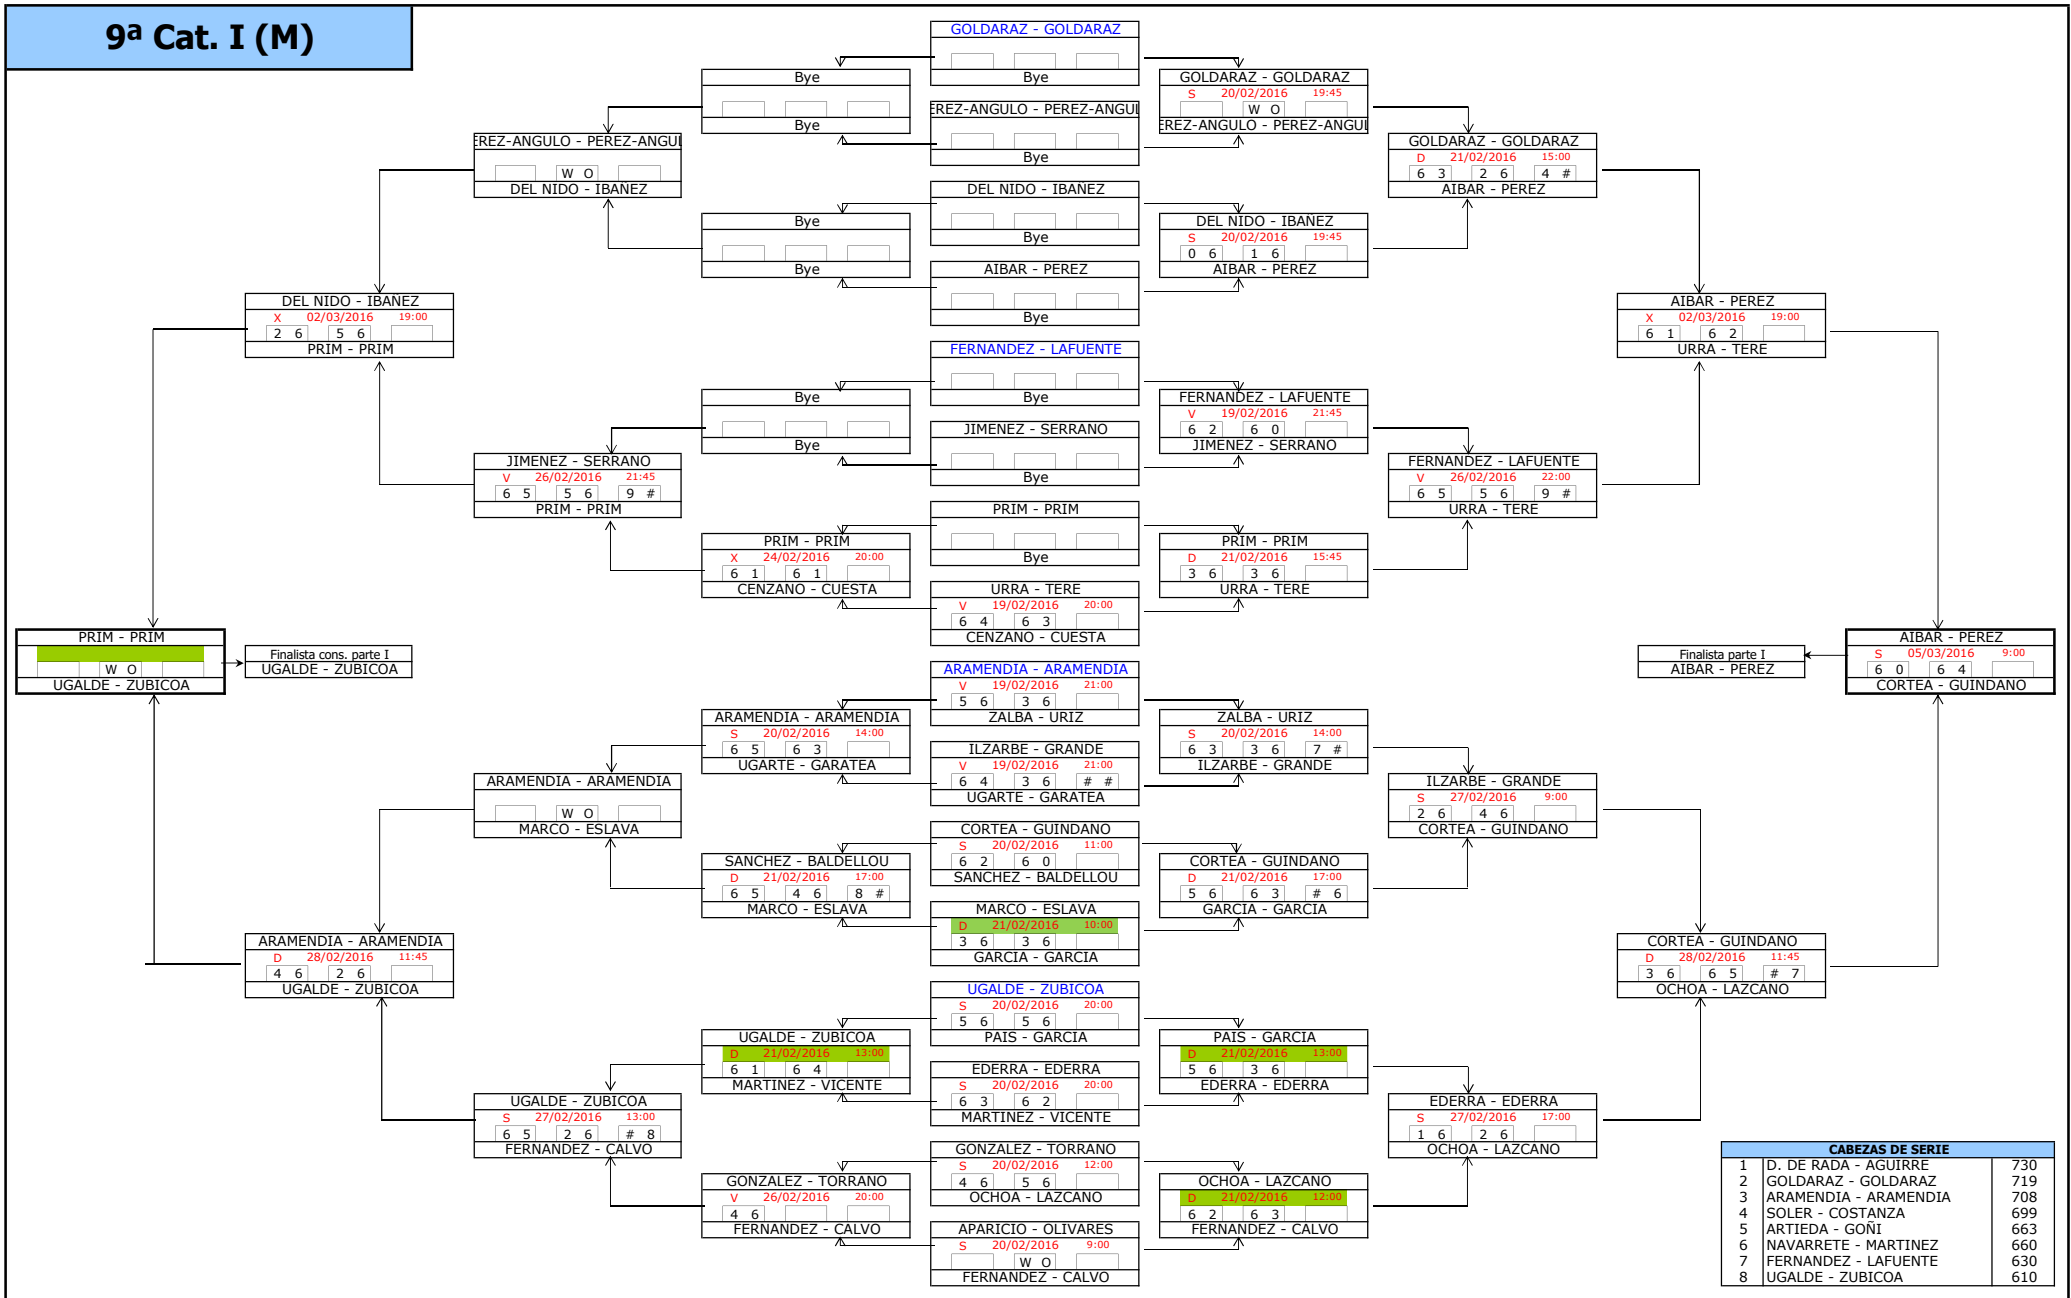 9ª Cat. I (M)
GOLDARAZ - GOLDARAZ
Bye
EREZ-ANGULO - PEREZ-ANGUL
Bye
DEL NIDO - IBAÑEZ
Bye
AIBAR - PEREZ
Bye
FERNANDEZ - LAFUENTE
Bye
JIMENEZ - SERRANO
Bye
PRIM - PRIM
Bye
URRA - TERE
V 19/02/2016 20:00
6 4 6 3
CENZANO - CUESTA
ARAMENDIA - ARAMENDIA
V 19/02/2016 21:00
5 6 3 6
ZALBA - URIZ
ILZARBE - GRANDE
V 19/02/2016 21:00
6 4 3 6 # #
UGARTE - GARATEA
CORTEA - GUINDANO
S 20/02/2016 11:00
6 2 6 0
SANCHEZ - BALDELLOU
MARCO - ESLAVA
D 21/02/2016 10:00
3 6 3 6
GARCIA - GARCIA
UGALDE - ZUBICOA
S 20/02/2016 20:00
5 6 5 6
PAIS - GARCIA
EDERRA - EDERRA
S 20/02/2016 20:00
6 3 6 2
MARTINEZ - VICENTE
GONZALEZ - TORRANO
S 20/02/2016 12:00
4 6 5 6
OCHOA - LAZCANO
APARICIO - OLIVARES
S 20/02/2016 9:00
W O
FERNANDEZ - CALVO
Bye
Bye
Bye
Bye
Bye
Bye
PRIM - PRIM
X 24/02/2016 20:00
6 1 6 1
CENZANO - CUESTA
ARAMENDIA - ARAMENDIA
S 20/02/2016 14:00
6 5 6 3
UGARTE - GARATEA
SANCHEZ - BALDELLOU
D 21/02/2016 17:00
6 5 4 6 8 #
MARCO - ESLAVA
UGALDE - ZUBICOA
D 21/02/2016 13:00
6 1 6 4
MARTINEZ - VICENTE
GONZALEZ - TORRANO
V 26/02/2016 20:00
4 6
FERNANDEZ - CALVO
EREZ-ANGULO - PEREZ-ANGUL
W O
DEL NIDO - IBAÑEZ
JIMENEZ - SERRANO
V 26/02/2016 21:45
6 5 5 6 9 #
PRIM - PRIM
ARAMENDIA - ARAMENDIA
W O
MARCO - ESLAVA
UGALDE - ZUBICOA
S 27/02/2016 13:00
6 5 2 6 # 8
FERNANDEZ - CALVO
DEL NIDO - IBAÑEZ
X 02/03/2016 19:00
2 6 5 6
PRIM - PRIM
ARAMENDIA - ARAMENDIA
D 28/02/2016 11:45
4 6 2 6
UGALDE - ZUBICOA
PRIM - PRIM
W O
UGALDE - ZUBICOA
Finalista cons. parte I
UGALDE - ZUBICOA
GOLDARAZ - GOLDARAZ
S 20/02/2016 19:45
W O
EREZ-ANGULO - PEREZ-ANGUL
DEL NIDO - IBAÑEZ
S 20/02/2016 19:45
0 6 1 6
AIBAR - PEREZ
FERNANDEZ - LAFUENTE
V 19/02/2016 21:45
6 2 6 0
JIMENEZ - SERRANO
PRIM - PRIM
D 21/02/2016 15:45
3 6 3 6
URRA - TERE
ZALBA - URIZ
S 20/02/2016 14:00
6 3 3 6 7 #
ILZARBE - GRANDE
CORTEA - GUINDANO
D 21/02/2016 17:00
5 6 6 3 # 6
GARCIA - GARCIA
PAIS - GARCIA
D 21/02/2016 13:00
5 6 3 6
EDERRA - EDERRA
OCHOA - LAZCANO
D 21/02/2016 12:00
6 2 6 3
FERNANDEZ - CALVO
GOLDARAZ - GOLDARAZ
D 21/02/2016 15:00
6 3 2 6 4 #
AIBAR - PEREZ
FERNANDEZ - LAFUENTE
V 26/02/2016 22:00
6 5 5 6 9 #
URRA - TERE
ILZARBE - GRANDE
S 27/02/2016 9:00
2 6 4 6
CORTEA - GUINDANO
EDERRA - EDERRA
S 27/02/2016 17:00
1 6 2 6
OCHOA - LAZCANO
AIBAR - PEREZ
X 02/03/2016 19:00
6 1 6 2
URRA - TERE
CORTEA - GUINDANO
D 28/02/2016 11:45
3 6 6 5 # 7
OCHOA - LAZCANO
AIBAR - PEREZ
S 05/03/2016 9:00
6 0 6 4
CORTEA - GUINDANO
Finalista parte I
AIBAR - PEREZ
CABEZAS DE SERIE
1 D. DE RADA - AGUIRRE 730
2 GOLDARAZ - GOLDARAZ 719
3 ARAMENDIA - ARAMENDIA 708
4 SOLER - COSTANZA 699
5 ARTIEDA - GOÑI 663
6 NAVARRETE - MARTINEZ 660
7 FERNANDEZ - LAFUENTE 630
8 UGALDE - ZUBICOA 610